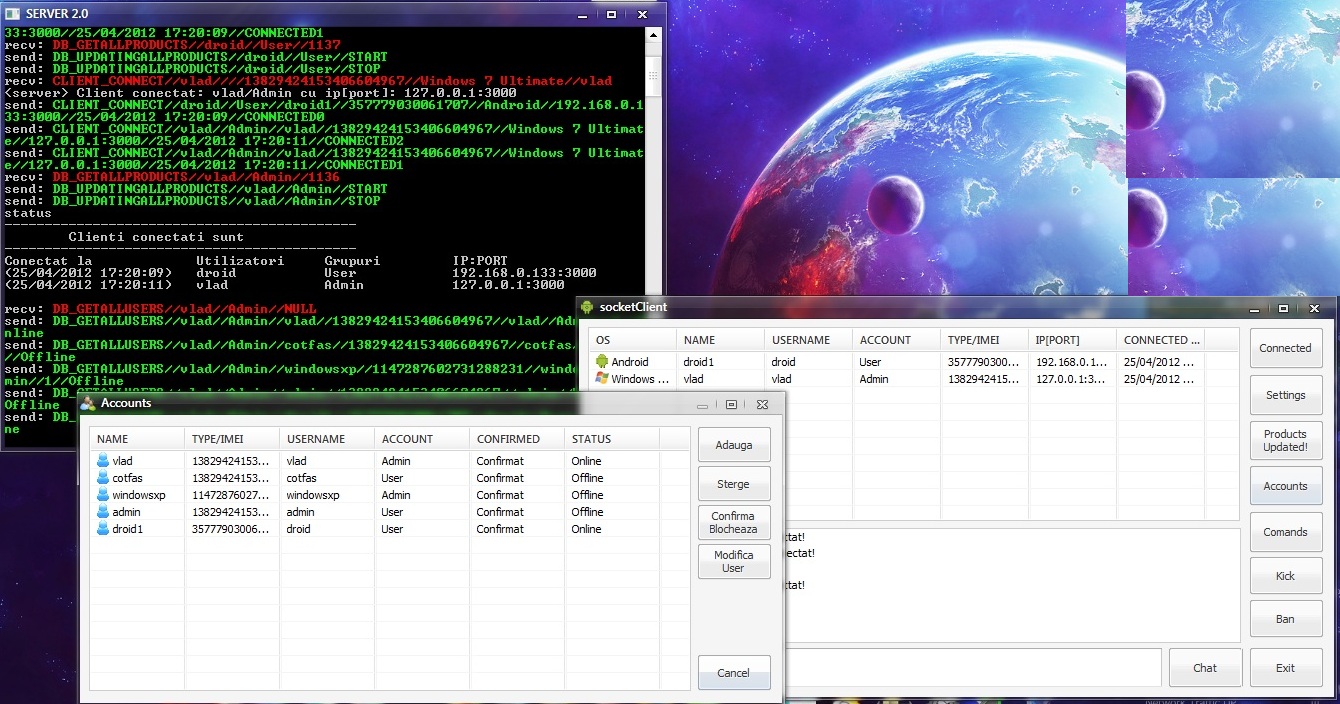 SERVER 2.0
33:3000//25/04/2012 17:20:09//CONNECTED1
recv: DB_GETALLPRODUCTS//droid//User//1137
send: DB_UPDATINGALLPRODUCTS//droid//User//START
send: DB_UPDATINGALLPRODUCTS//droid//User//STOP
recv: CLIENT_CONNECT//vlad////13829424153406604967//Windows 7 Ultimate//vlad
<server> Client conectat: vlad/Admin cu ip[port]: 127.0.0.1:3000
send: CLIENT_CONNECT//droid//User//droid1//357779030061707//Android//192.168.0.1
33:3000//25/04/2012 17:20:09//CONNECTED0
send: CLIENT_CONNECT//vlad//Admin//vlad//13829424153406604967//Windows 7 Ultimat
e//127.0.0.1:3000//25/04/2012 17:20:11//CONNECTED2
send: CLIENT_CONNECT//vlad//Admin//vlad//13829424153406604967//Windows 7 Ultimat
e//127.0.0.1:3000//25/04/2012 17:20:11//CONNECTED1
recv: DB_GETALLPRODUCTS//vlad//Admin//1136
send: DB_UPDATINGALLPRODUCTS//vlad//Admin//START
send: DB_UPDATINGALLPRODUCTS//vlad//Admin//STOP
status
Clienti conectati sunt
Conectat la Utilizatori Grupuri IP:PORT
(25/04/2012 17:20:09) droid User 192.168.0.133:3000
(25/04/2012 17:20:11) vlad Admin 127.0.0.1:3000
recv: DB_GETALLUSERS//vlad//Admin//NULL
send: DB_GETALLUSERS//vlad//Admin//vlad//13829424153406604967//vlad//Adm
nline
send: DB_GETALLUSERS//vlad//Admin//cotfas//13829424153406604967//cotfas/
//Offline
send: DB_GETALLUSERS//vlad//Admin//windowsxp//1147287602731288231//windo
min//1//Offline
Offline
send: DB_
ne
socketClient
OS NAME USERNAME ACCOUNT TYPE/IMEI IP[PORT] CONNECTED ...
Android droid1 droid User 3577790300... 192.168.0.1... 25/04/2012 ...
Windows ... vlad vlad Admin 1382942415... 127.0.0.1:3... 25/04/2012 ...
Connected
Settings
Products
Updated!
Accounts
Comands
Kick
Ban
Chat
Exit
ctat!
ectat!
ctat!
Accounts
NAME TYPE/IMEI USERNAME ACCOUNT CONFIRMED STATUS
vlad 13829424153... vlad Admin Confirmat Online
cotfas 13829424153... cotfas User Confirmat Offline
windowsxp 11472876027... windowsxp Admin Confirmat Offline
admin 13829424153... admin User Confirmat Offline
droid1 35777903006... droid User Confirmat Online
Adauga
Sterge
Confirma
Blocheaza
Modifica
User
Cancel